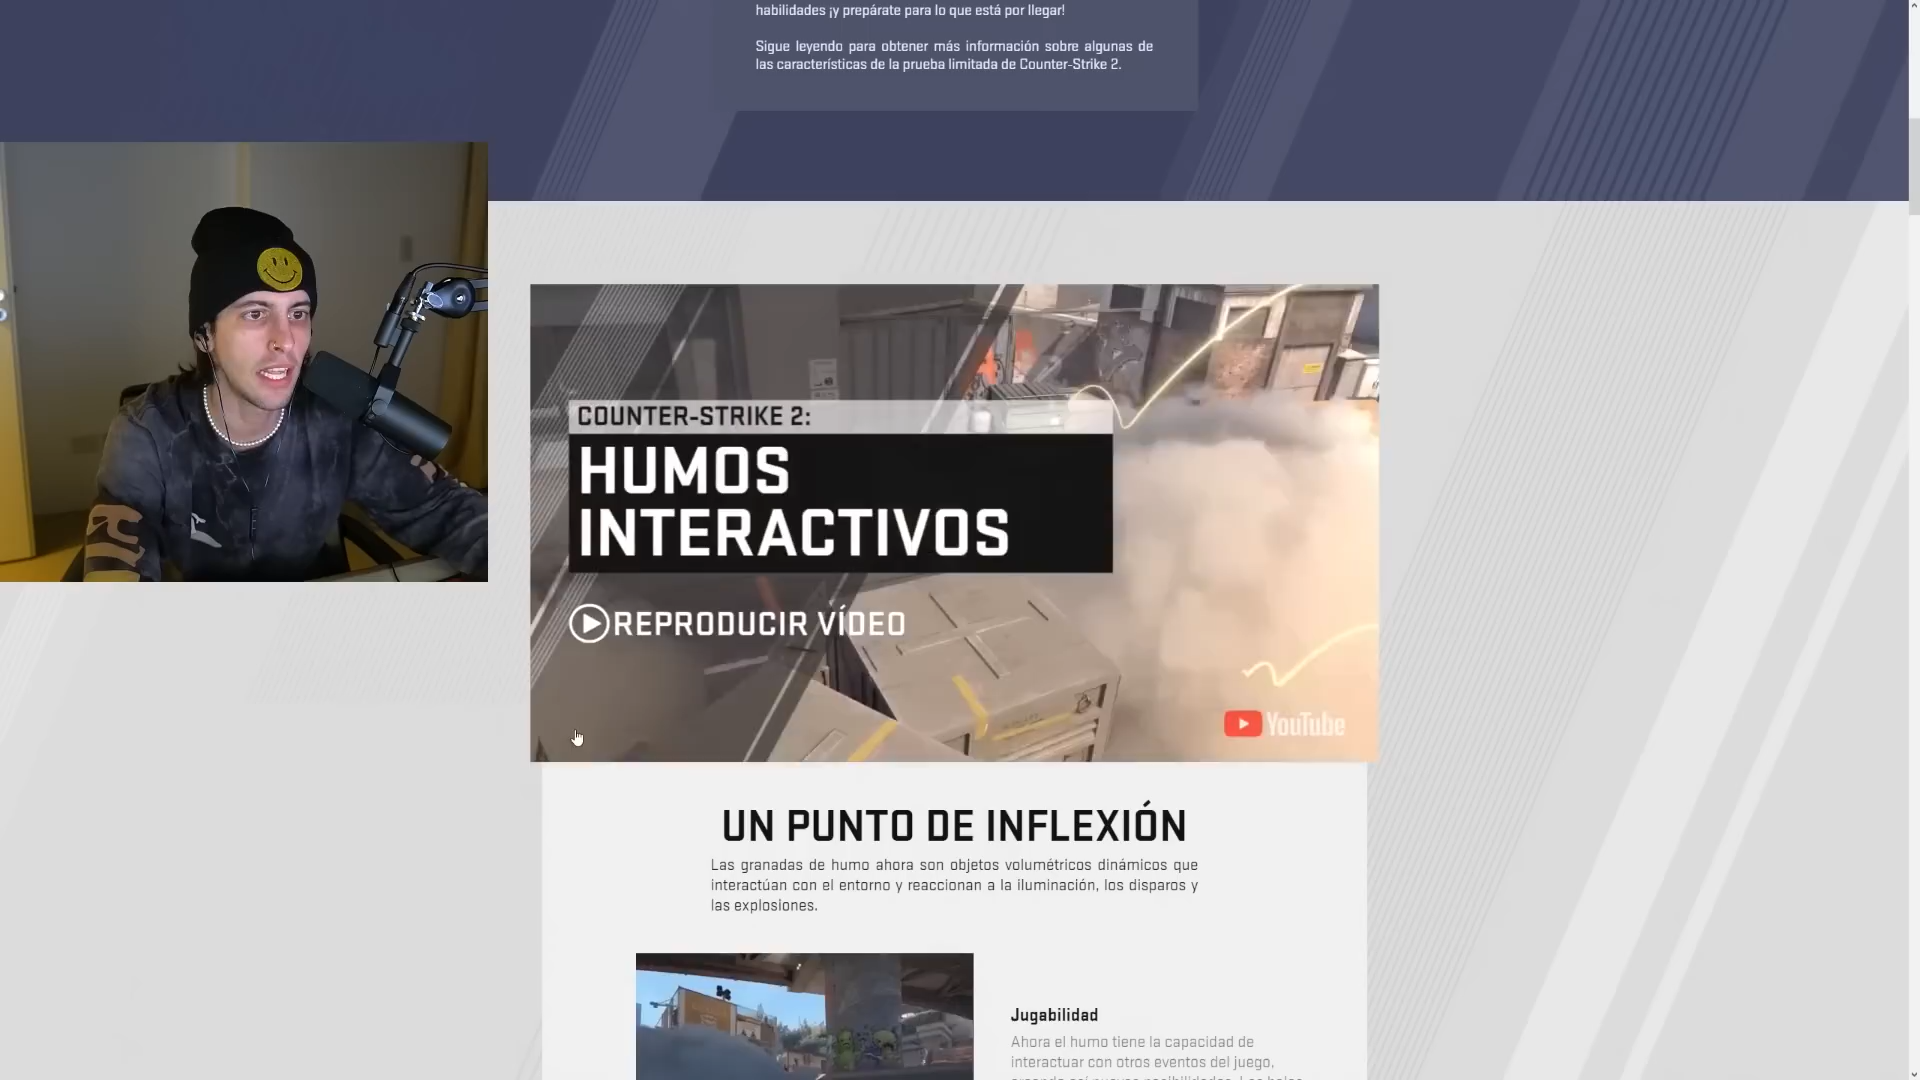 habilidades ¡y prepárate para lo que está por llegar!
Sigue leyendo para obtener más información sobre algunas de
las características de la prueba limitada de Counter-Strike 2.
COUNTER-STRIKE 2:
HUMOS
INTERACTIVOS
REPRODUCIR VÍDEO
YouTube
UN PUNTO DE INFLEXIÓN
Las granadas de humo ahora son objetos volumétricos dinámicos que
interactúan con el entorno y reaccionan a la iluminación, los disparos y
las explosiones.
Jugabilidad
Ahora el humo tiene la capacidad de
interactuar con otros eventos del juego,